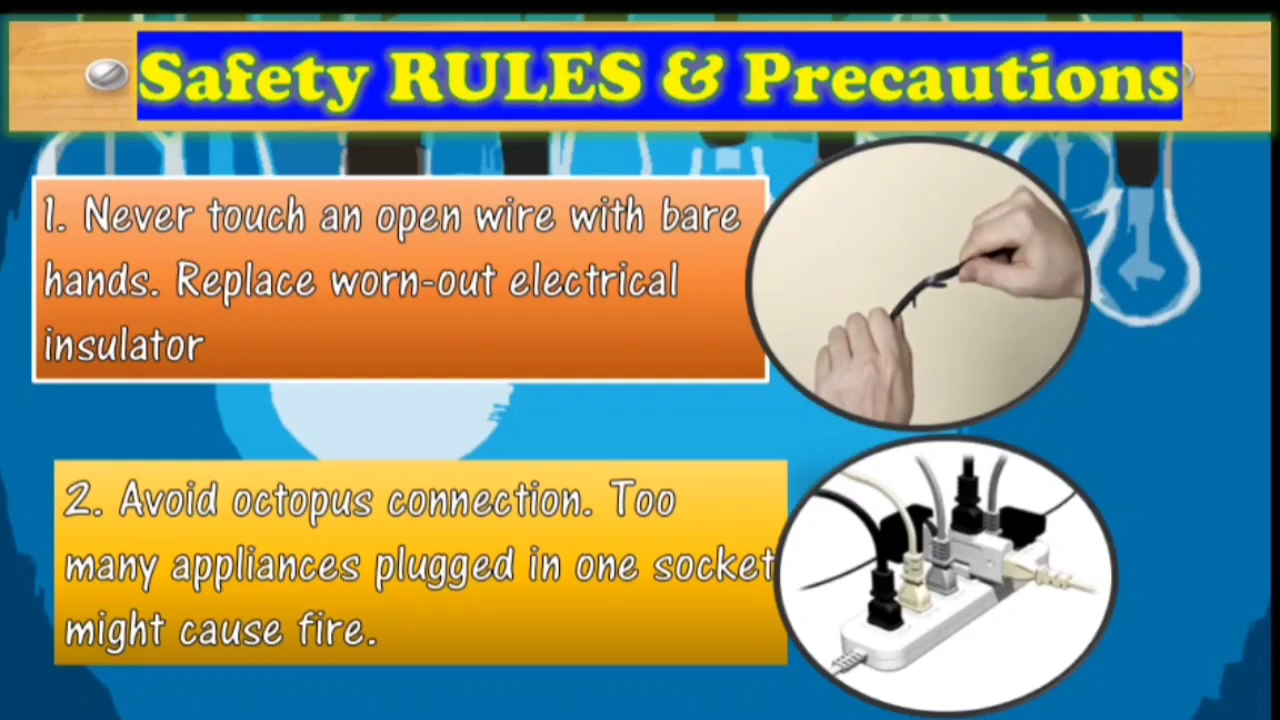 Safety RULES & Precautions
1. Never touch an open wire with bare
hands. Replace worn-out electrical
insulator
2. Avoid octopus connection. Too
many appliances plugged in one socket
might cause fire.